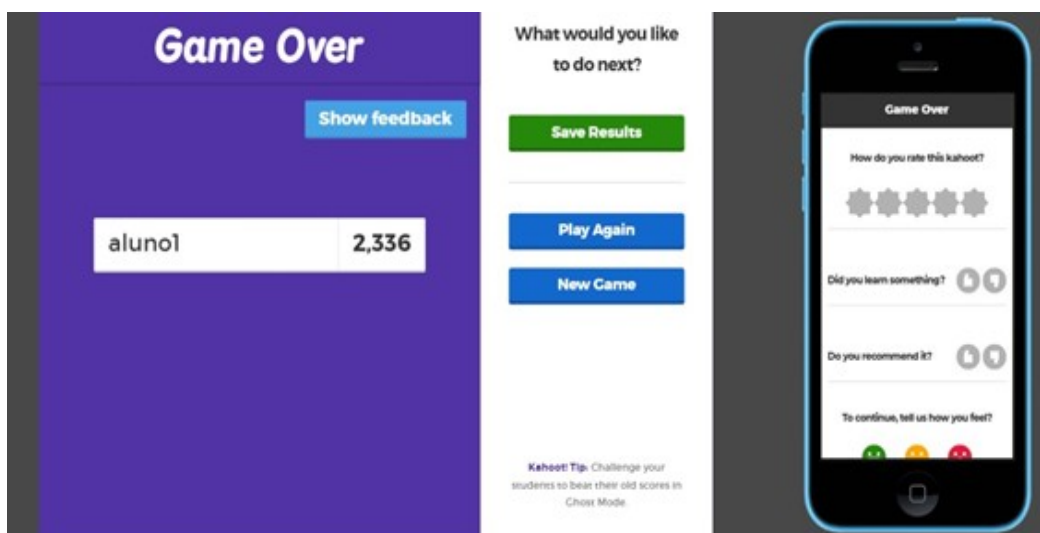 Game Over
Show feedback
aluno1
2,336
What would you like
to do next?
Save Results
Play Again
New Game
Kahoot! Tip: Challenge your
students to beat their old scores in
Ghost Mode
Game Over
How do you rate this kahoot?
Did you learn something?
Do you recommend it?
To continue, tell us how you feel?